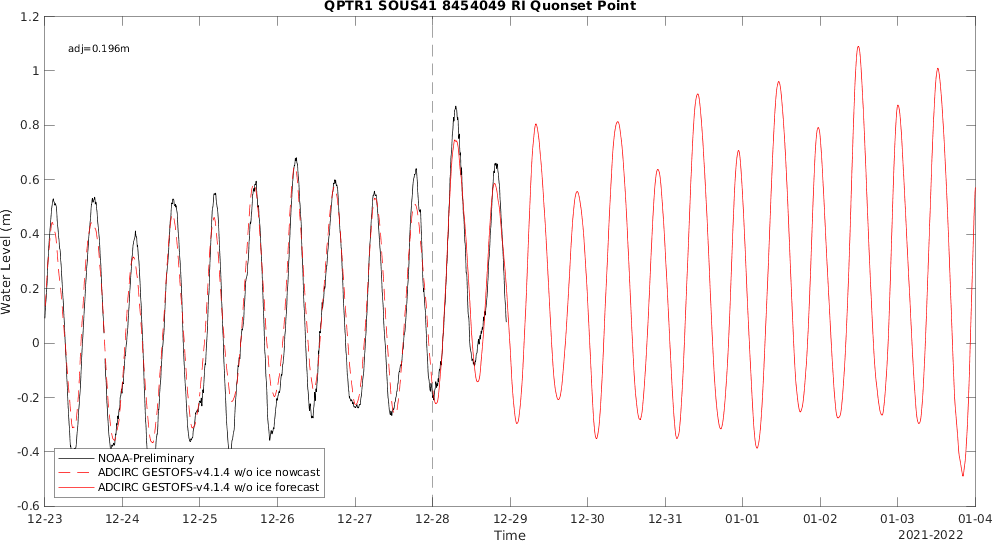 QPTR1 SOUS41 8454049 RI Quonset Point
adj=0.196m
Water Level (m)
1.2
1
0.8
0.6
0.4
0.2
0
-0.2
-0.4
-0.6
NOAA-Preliminary
ADCIRC GESTOFS-v4.1.4 w/o ice nowcast
ADCIRC GESTOFS-v4.1.4 w/o ice forecast
12-23 12-24 12-25 12-26 12-27 12-28 12-29 12-30 12-31 01-01 01-02 01-03 01-04
Time
2021-2022